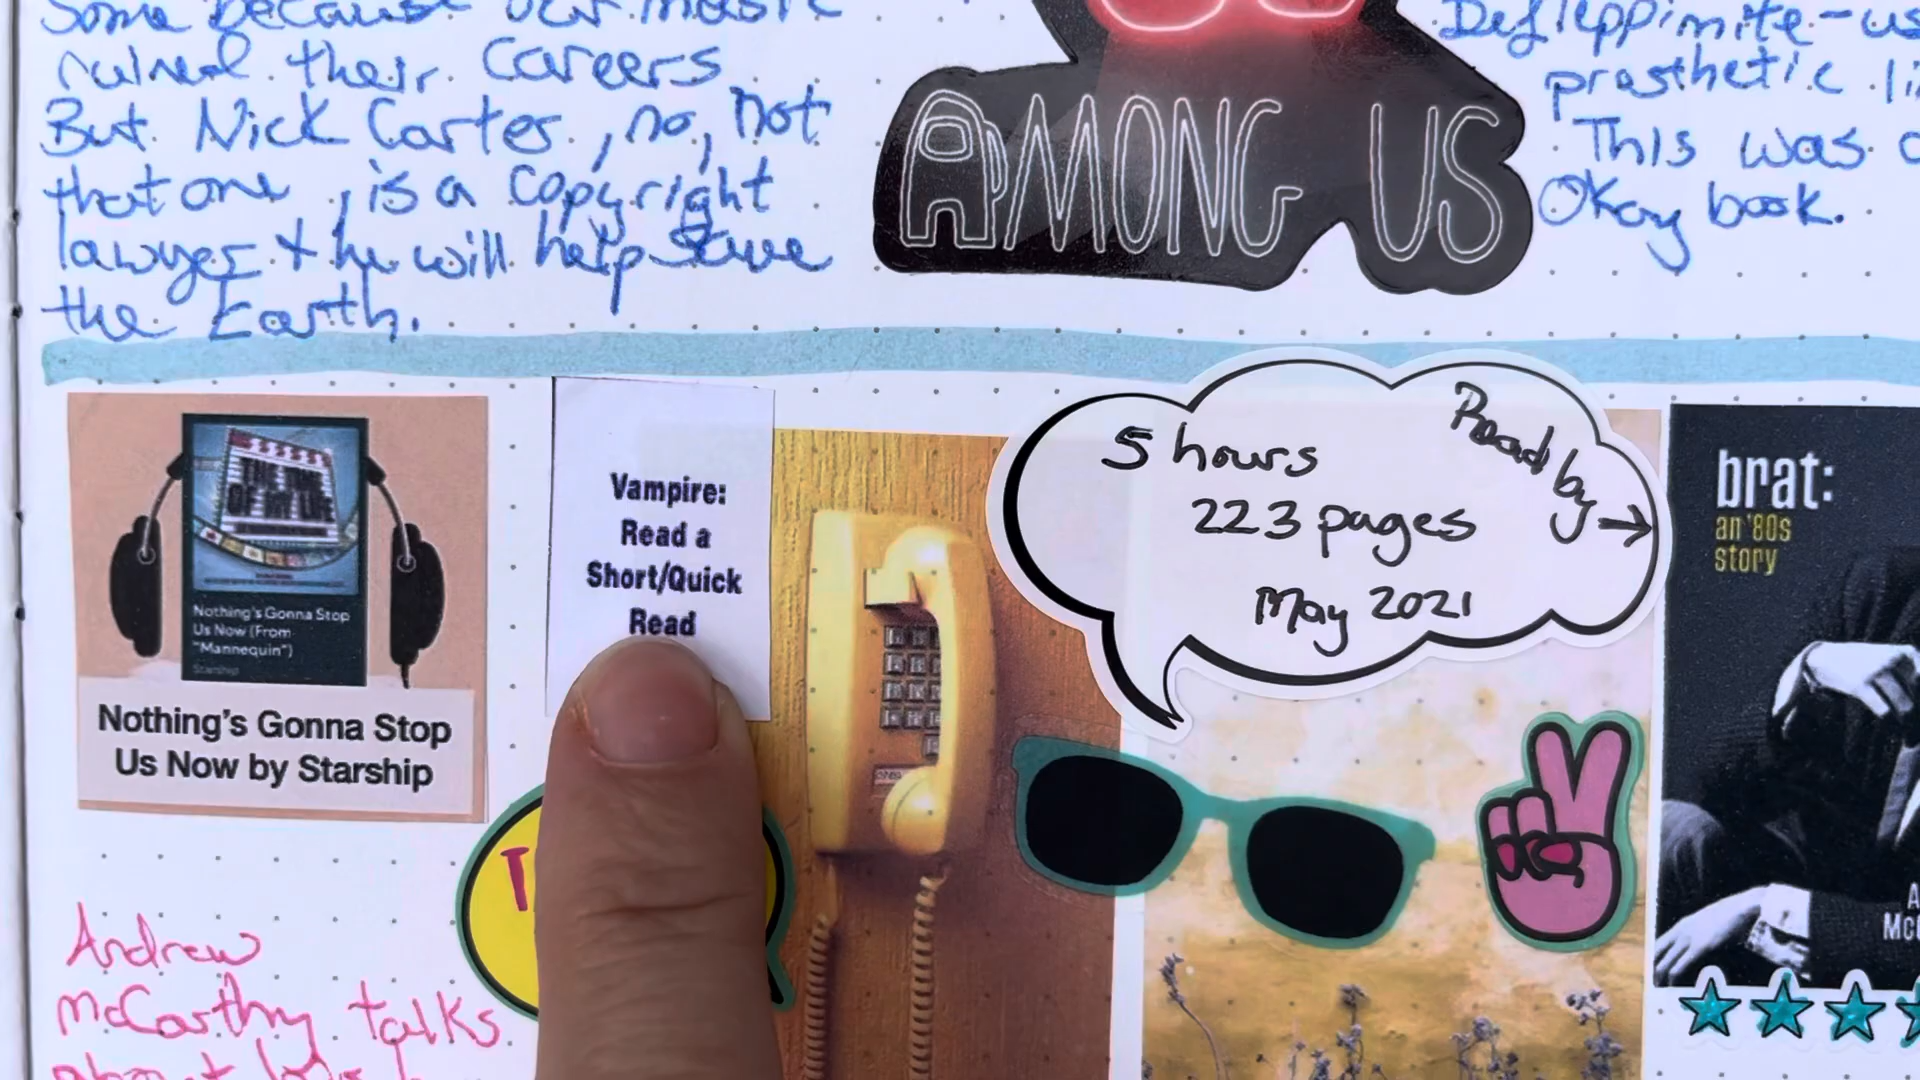 ruined their Careers
But Nick Carter, no, not
that one, is a copyright
lawyer + he will help save
the Earth.
AMONG US
prosthetic
This was
Okay book.
THE TIME
OF MY LIFE
Nothing's Gonna Stop
Us Now (From
"Mannequin")
Starship
Nothing's Gonna Stop
Us Now by Starship
Vampire:
Read a
Short/Quick
Read
5 hours
223 pages
May 2021
Read by →
brat:
an '80s
story
Andrew
McCarthy talks